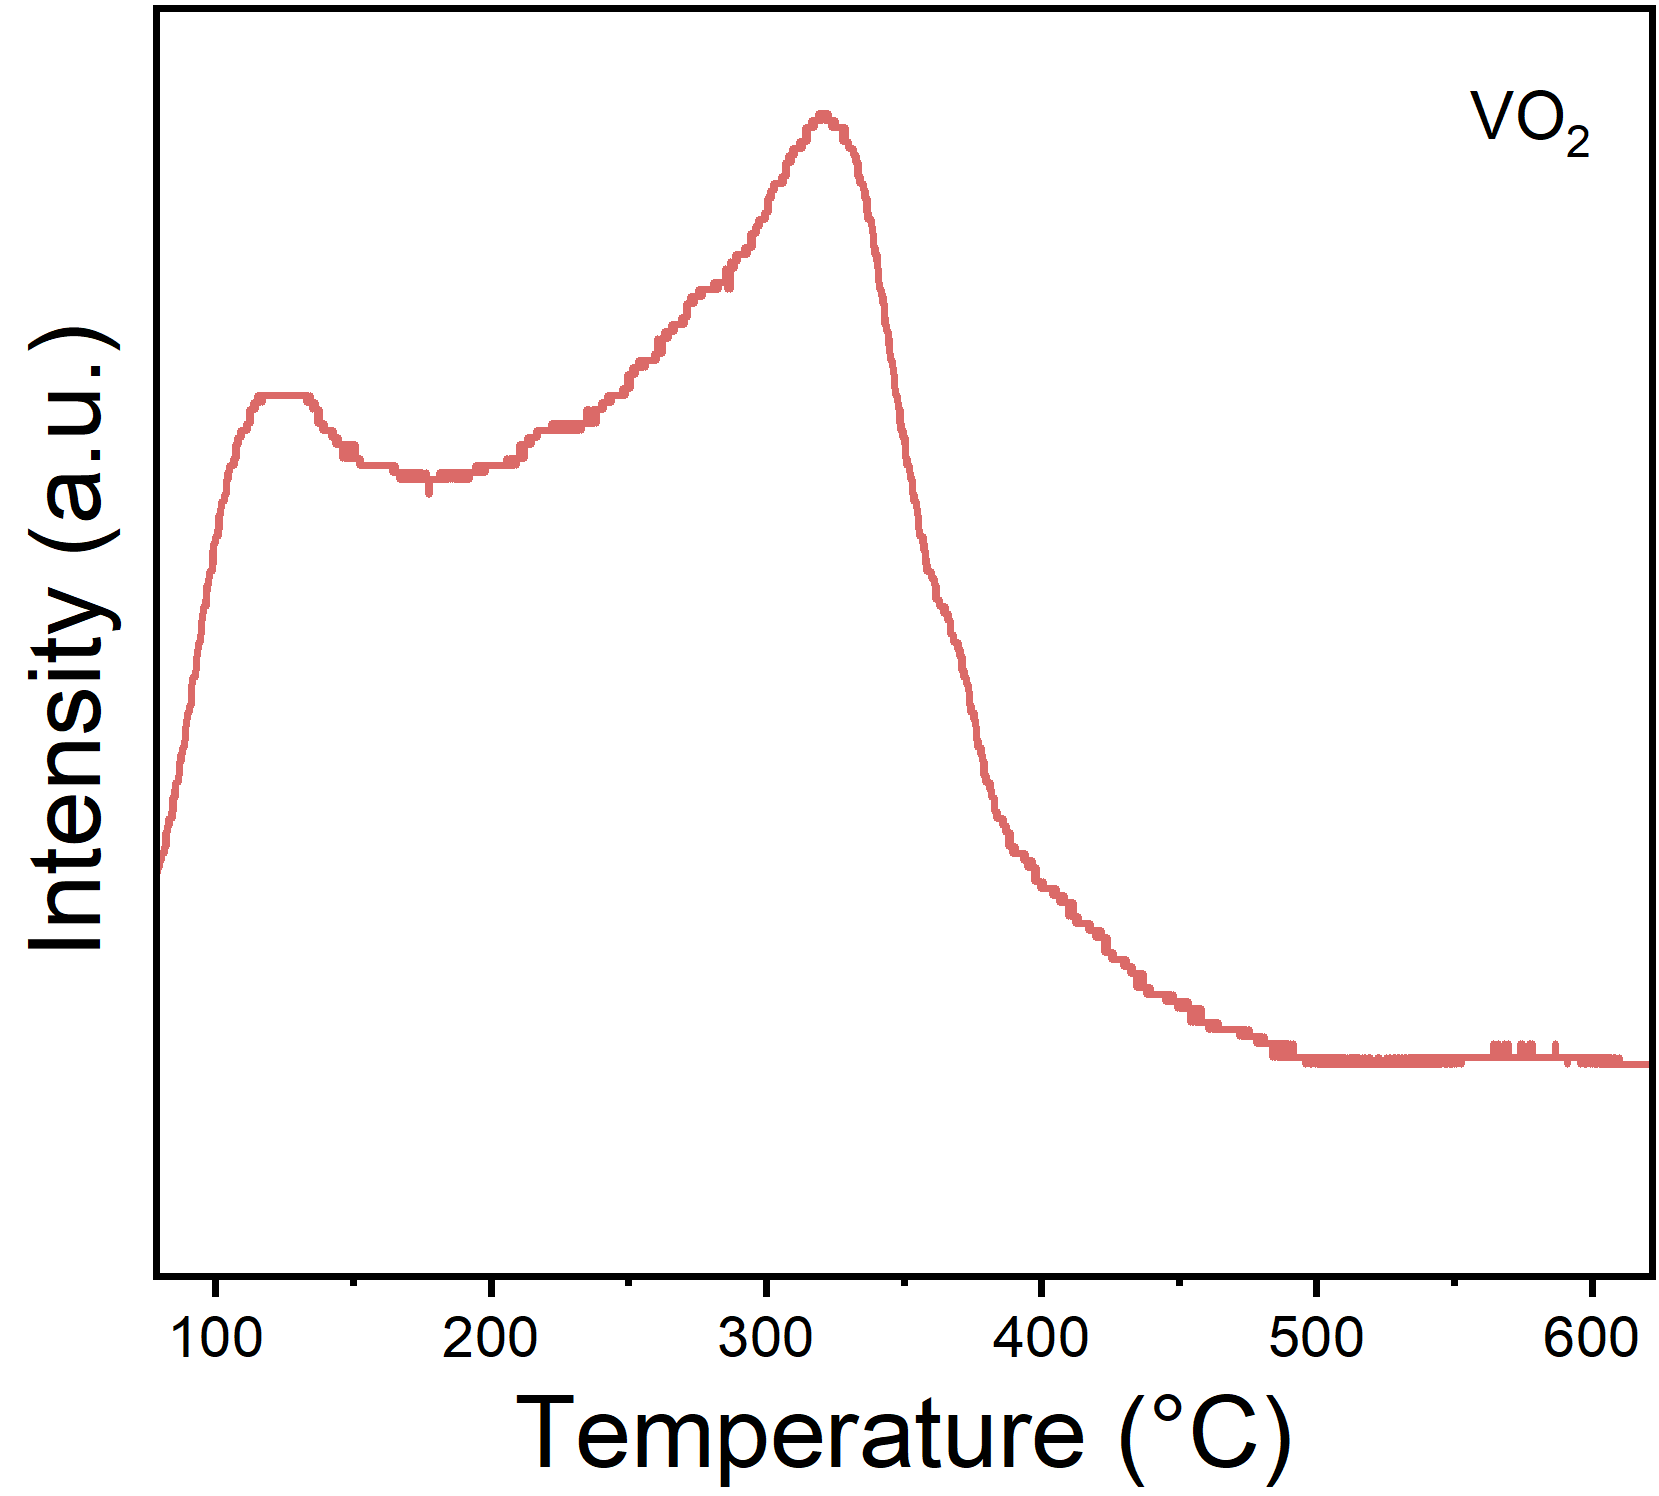 VO₂
Intensity (a.u.)
100 200 300 400 500 600
Temperature (°C)